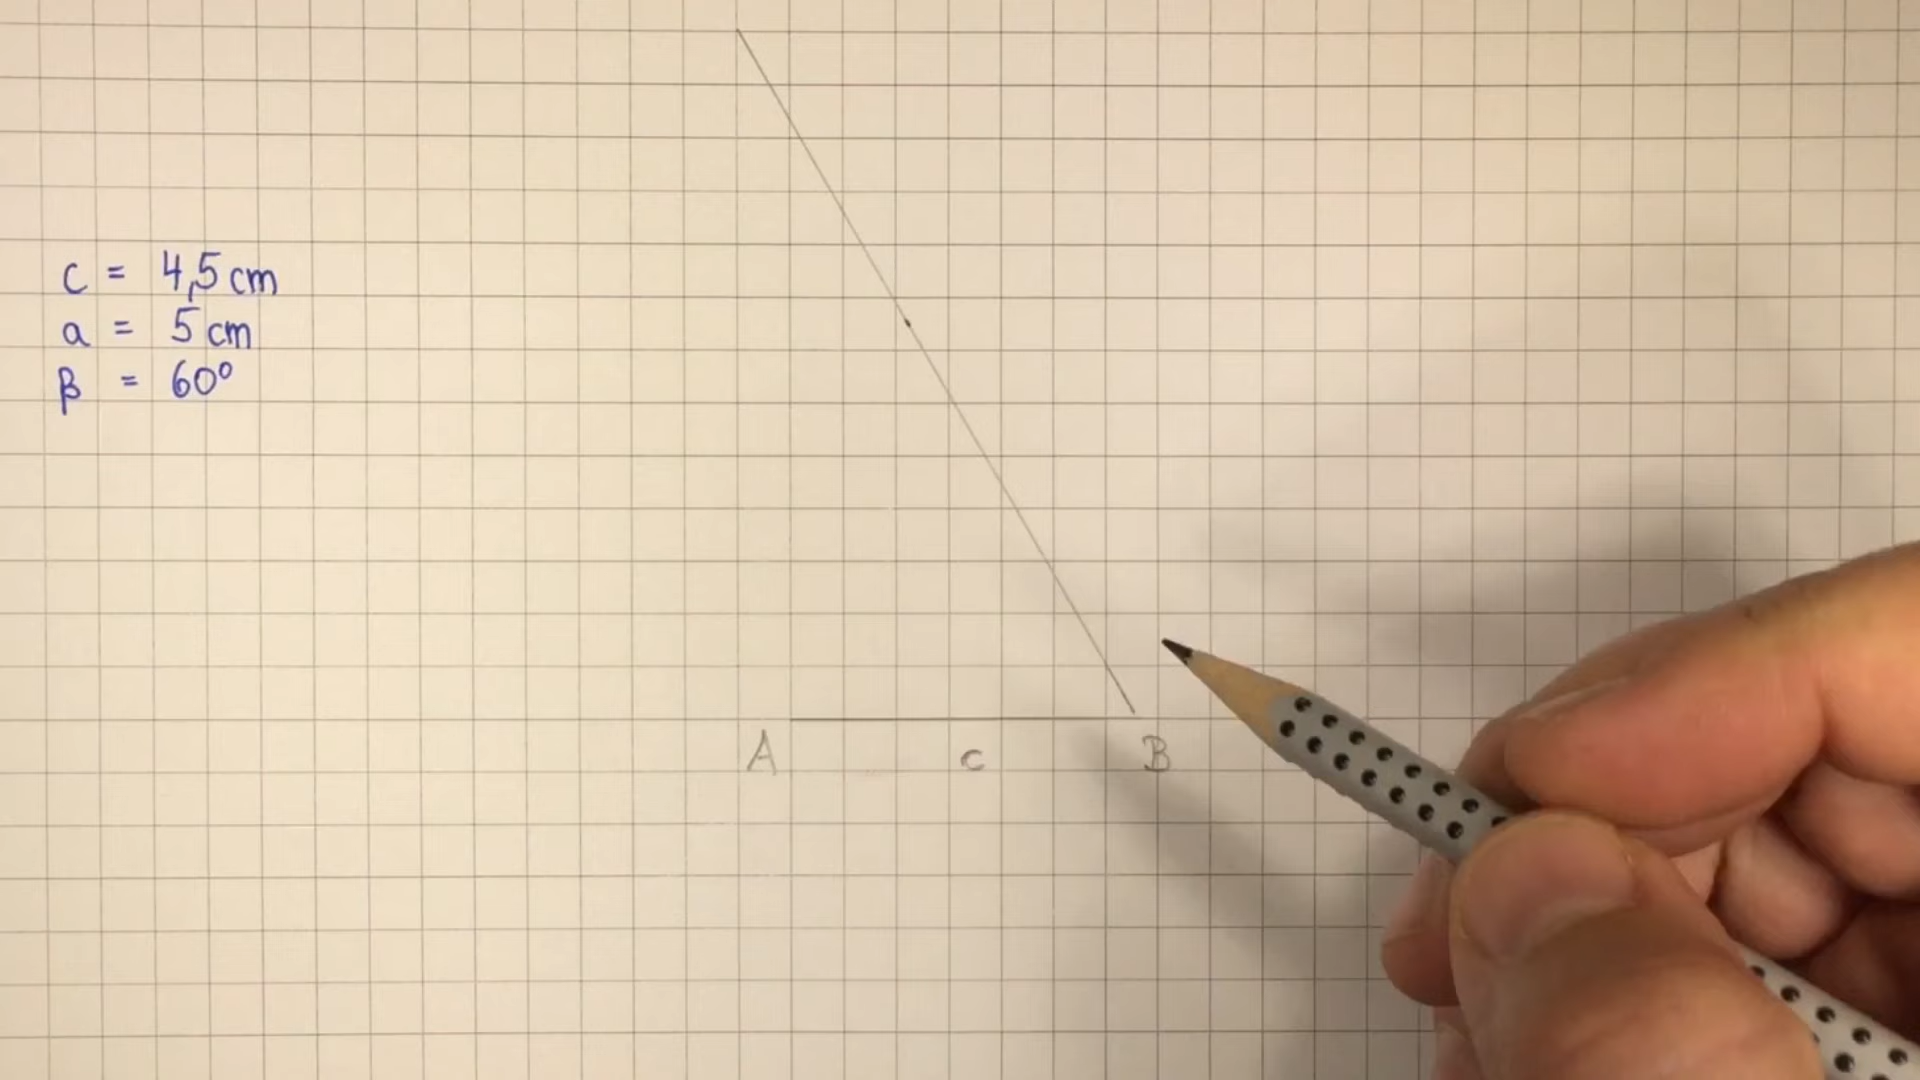 c = 4,5 cm
a = 5 cm
β = 60°
A c B